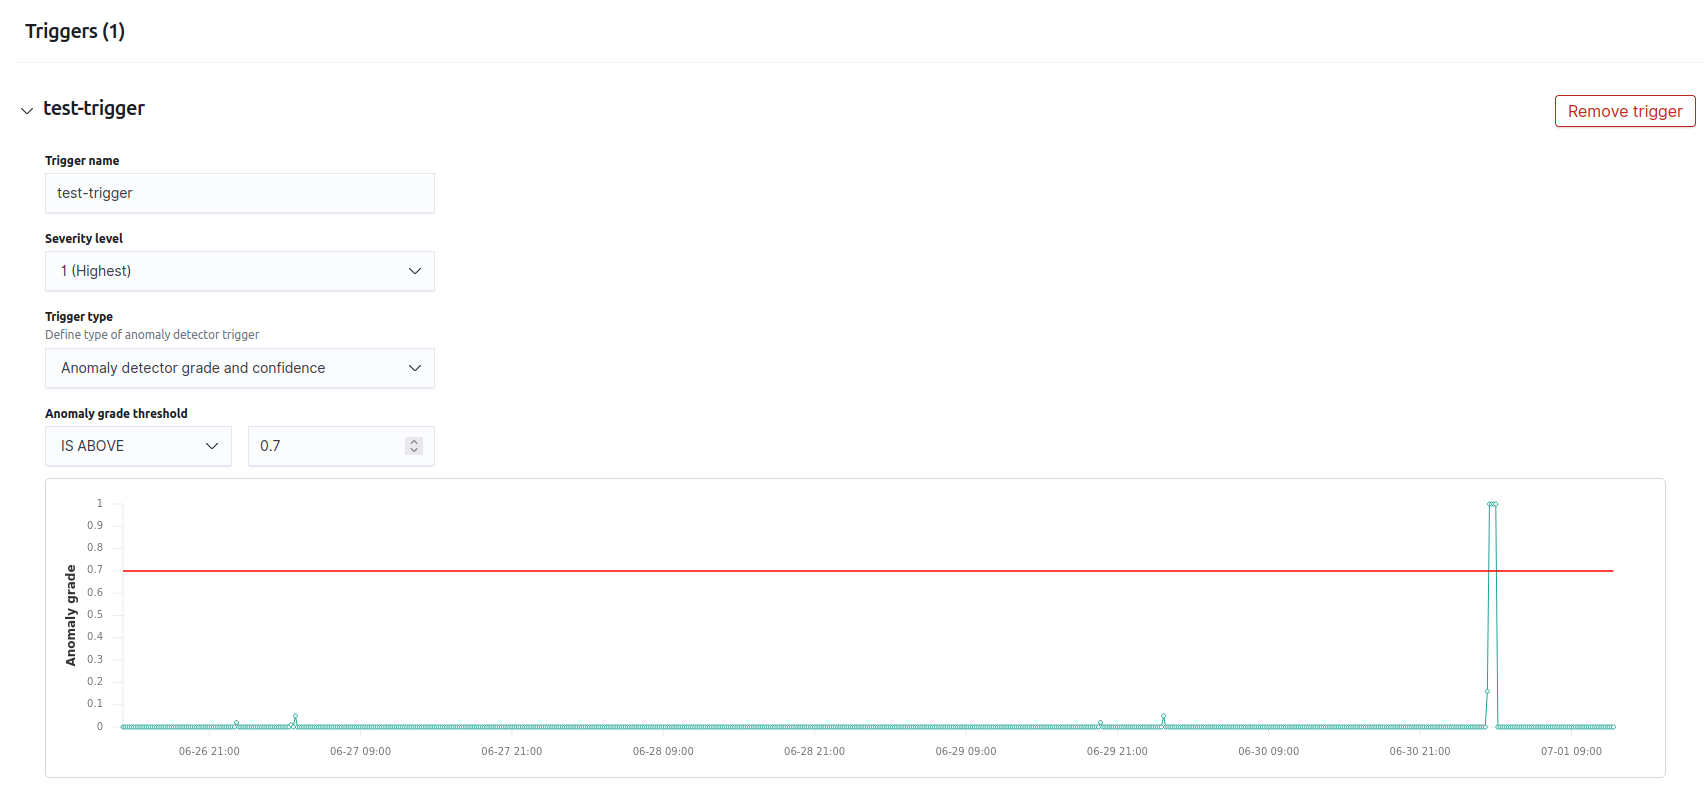 Triggers (1)
test-trigger
Remove trigger
Trigger name
test-trigger
Severity level
1 (Highest)
Trigger type
Define type of anomaly detector trigger
Anomaly detector grade and confidence
Anomaly grade threshold
IS ABOVE
0.7
Anomaly grade
1
0.9
0.8
0.7
0.6
0.5
0.4
0.3
0.2
0.1
0
06-26 21:00
06-27 09:00
06-27 21:00
06-28 09:00
06-28 21:00
06-29 09:00
06-29 21:00
06-30 09:00
06-30 21:00
07-01 09:00